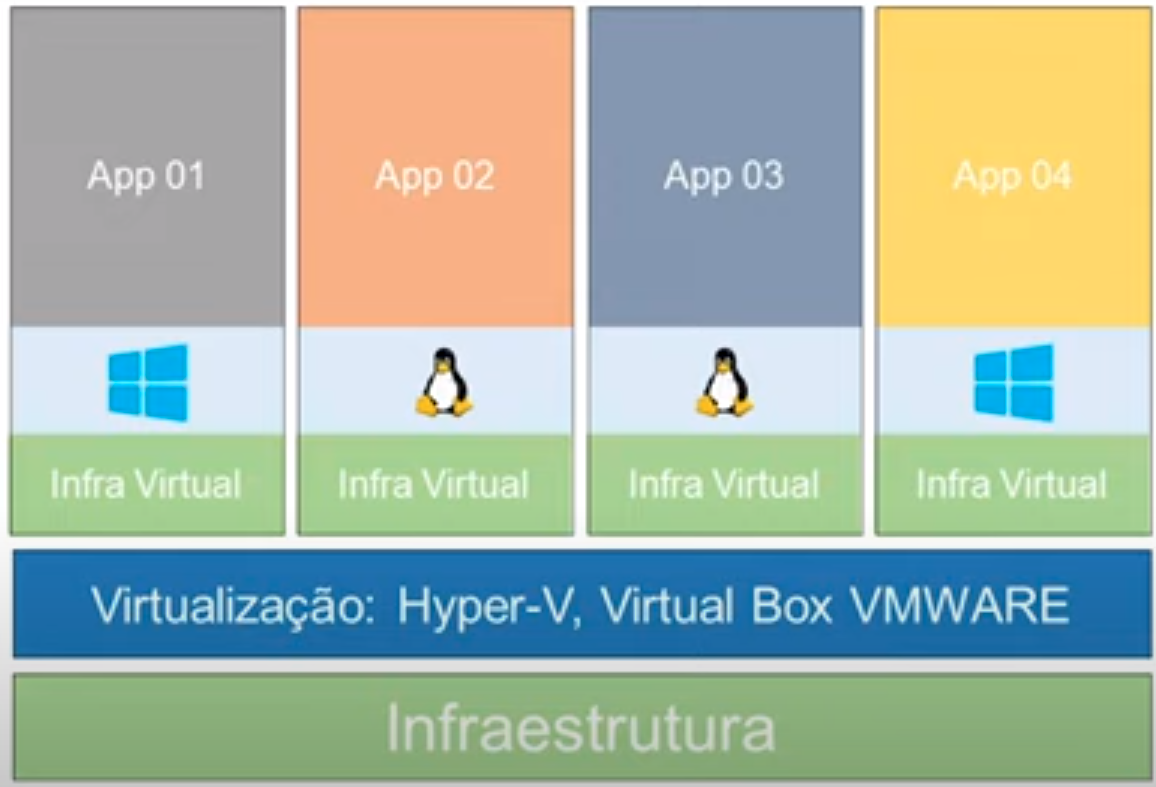 App 01
App 02
App 03
App 04
Infra Virtual
Infra Virtual
Infra Virtual
Infra Virtual
Virtualização: Hyper-V, Virtual Box VMWARE
Infraestrutura